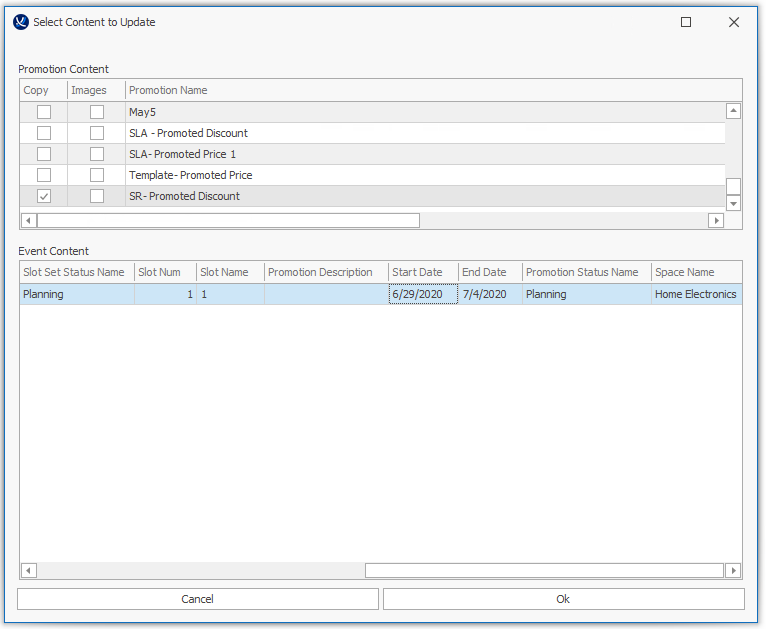 Select Content to Update
Promotion Content
Copy Images Promotion Name
May5
SLA - Promoted Discount
SLA- Promoted Price 1
Template- Promoted Price
SR- Promoted Discount
Event Content
Slot Set Status Name Slot Num Slot Name Promotion Description Start Date End Date Promotion Status Name Space Name
Planning 1 1 6/29/2020 7/4/2020 Planning Home Electronics
Cancel Ok